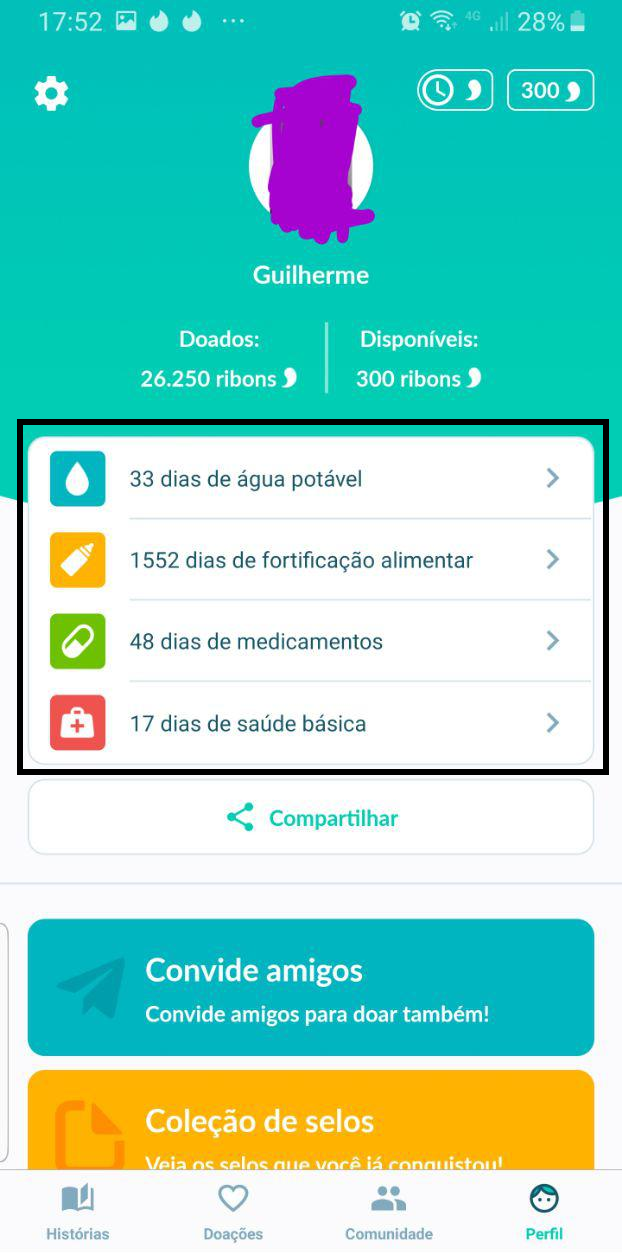 17:52 4G 28%
300
Guilherme
Doados: Disponíveis:
26.250 ribons 300 ribons
33 dias de água potável
1552 dias de fortificação alimentar
48 dias de medicamentos
17 dias de saúde básica
Compartilhar
Convide amigos
Convide amigos para doar também!
Coleção de selos
Veja os selos que você já conquistou!
Histórias Doações Comunidade Perfil